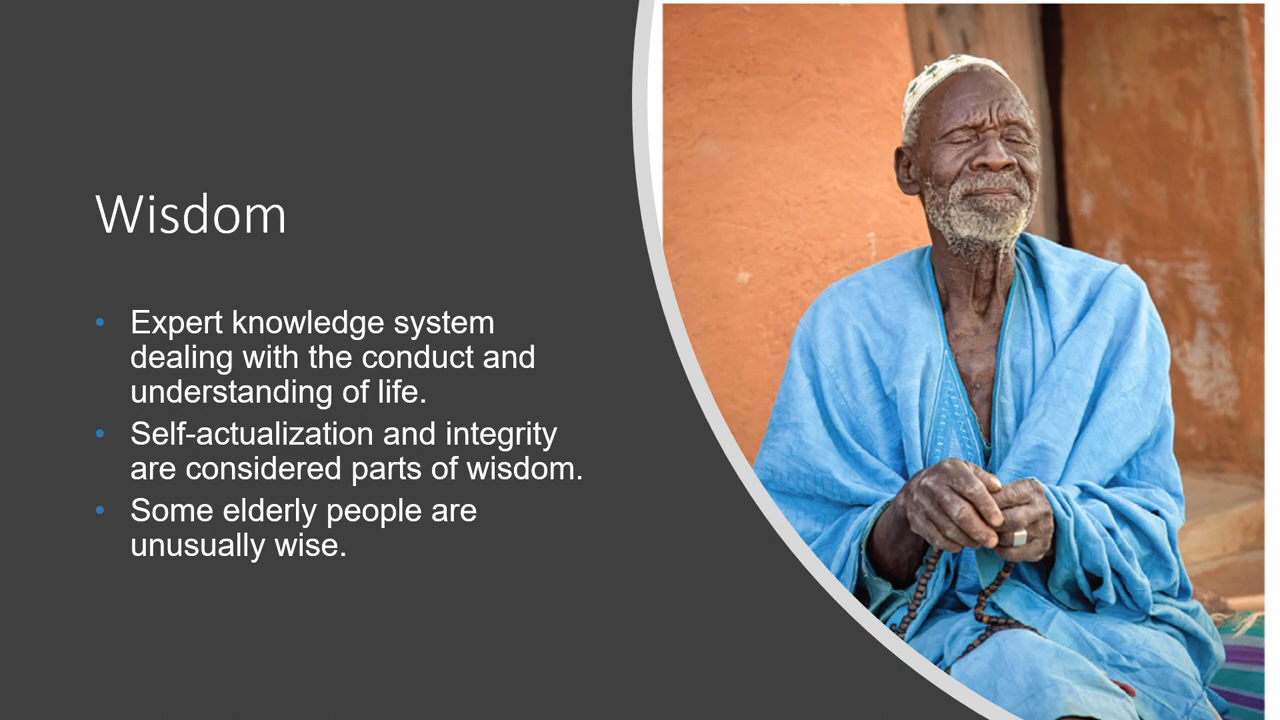 Wisdom
• Expert knowledge system
dealing with the conduct and
understanding of life.
• Self-actualization and integrity
are considered parts of wisdom.
• Some elderly people are
unusually wise.